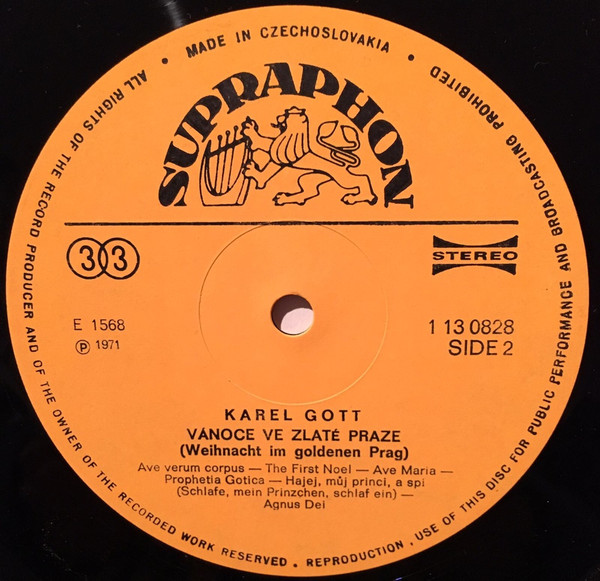 MADE IN CZECHOSLOVAKIA
SUPRAPHON
33
STEREO
E 1568
℗ 1971
1 13 0828
SIDE 2
KAREL GOTT
VÁNOCE VE ZLATÉ PRAZE
(Weihnacht im goldenen Prag)
Ave verum corpus — The First Noel — Ave Maria —
Prophetia Gotica — Hajej, můj princi, a spi
(Schlafe, mein Prinzchen, schlaf ein) —
Agnus Dei
ALL RIGHTS OF THE RECORD PRODUCER AND OF THE OWNER OF THE RECORDED WORK RESERVED . REPRODUCTION , USE OF THIS DISC FOR PUBLIC PERFORMANCE AND BROADCASTING PROHIBITED